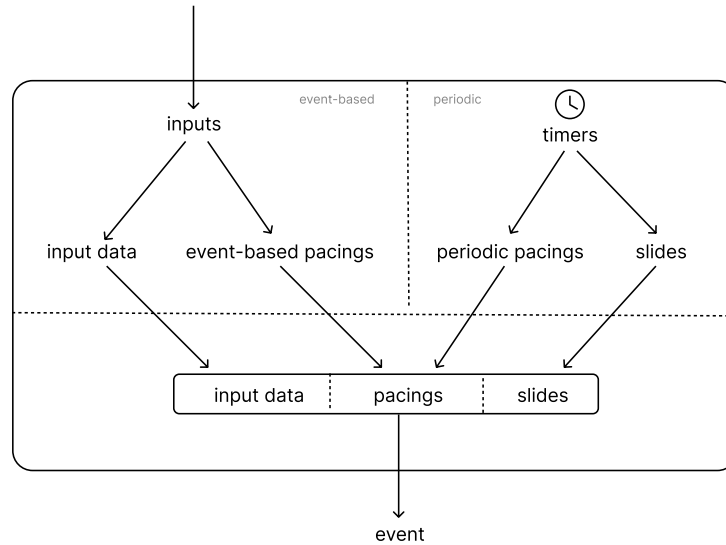 event-based periodic
inputs
timers
input data event-based pacings periodic pacings slides
input data pacings slides
event